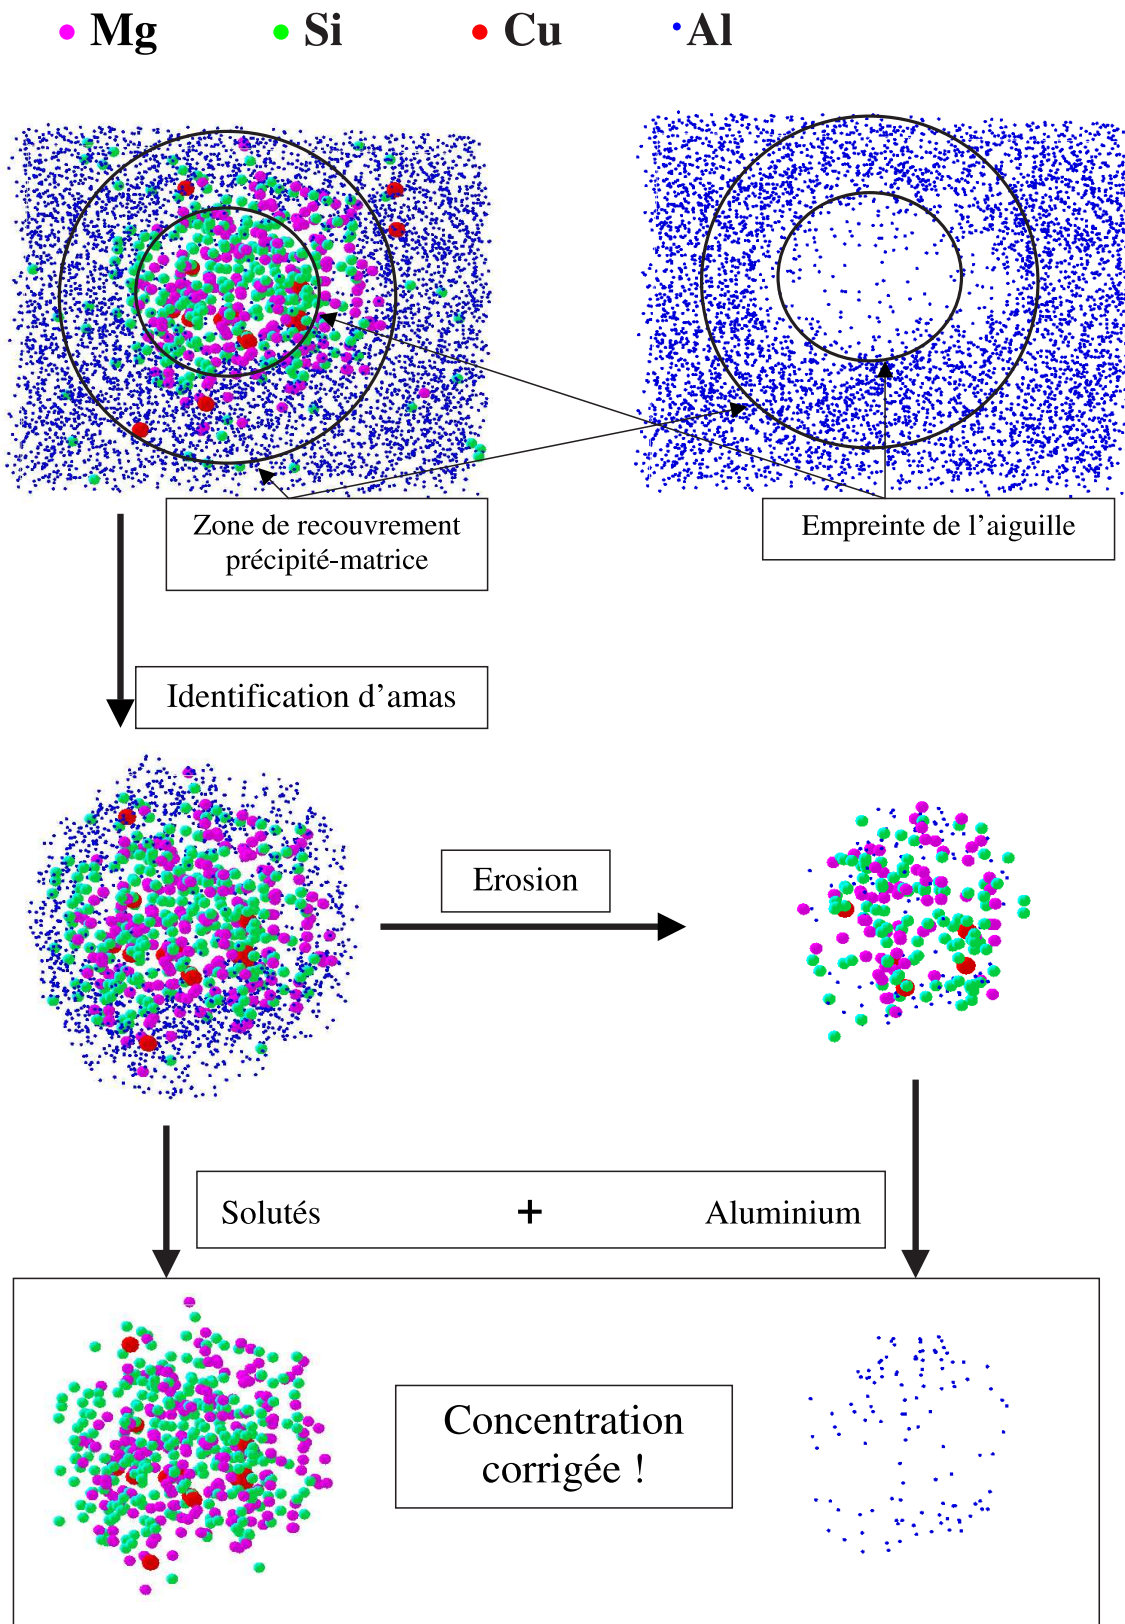 Mg Si Cu Al
Zone de recouvrement
précipité-matrice
Empreinte de l’aiguille
Identification d’amas
Erosion
Solutés + Aluminium
Concentration
corrigée !